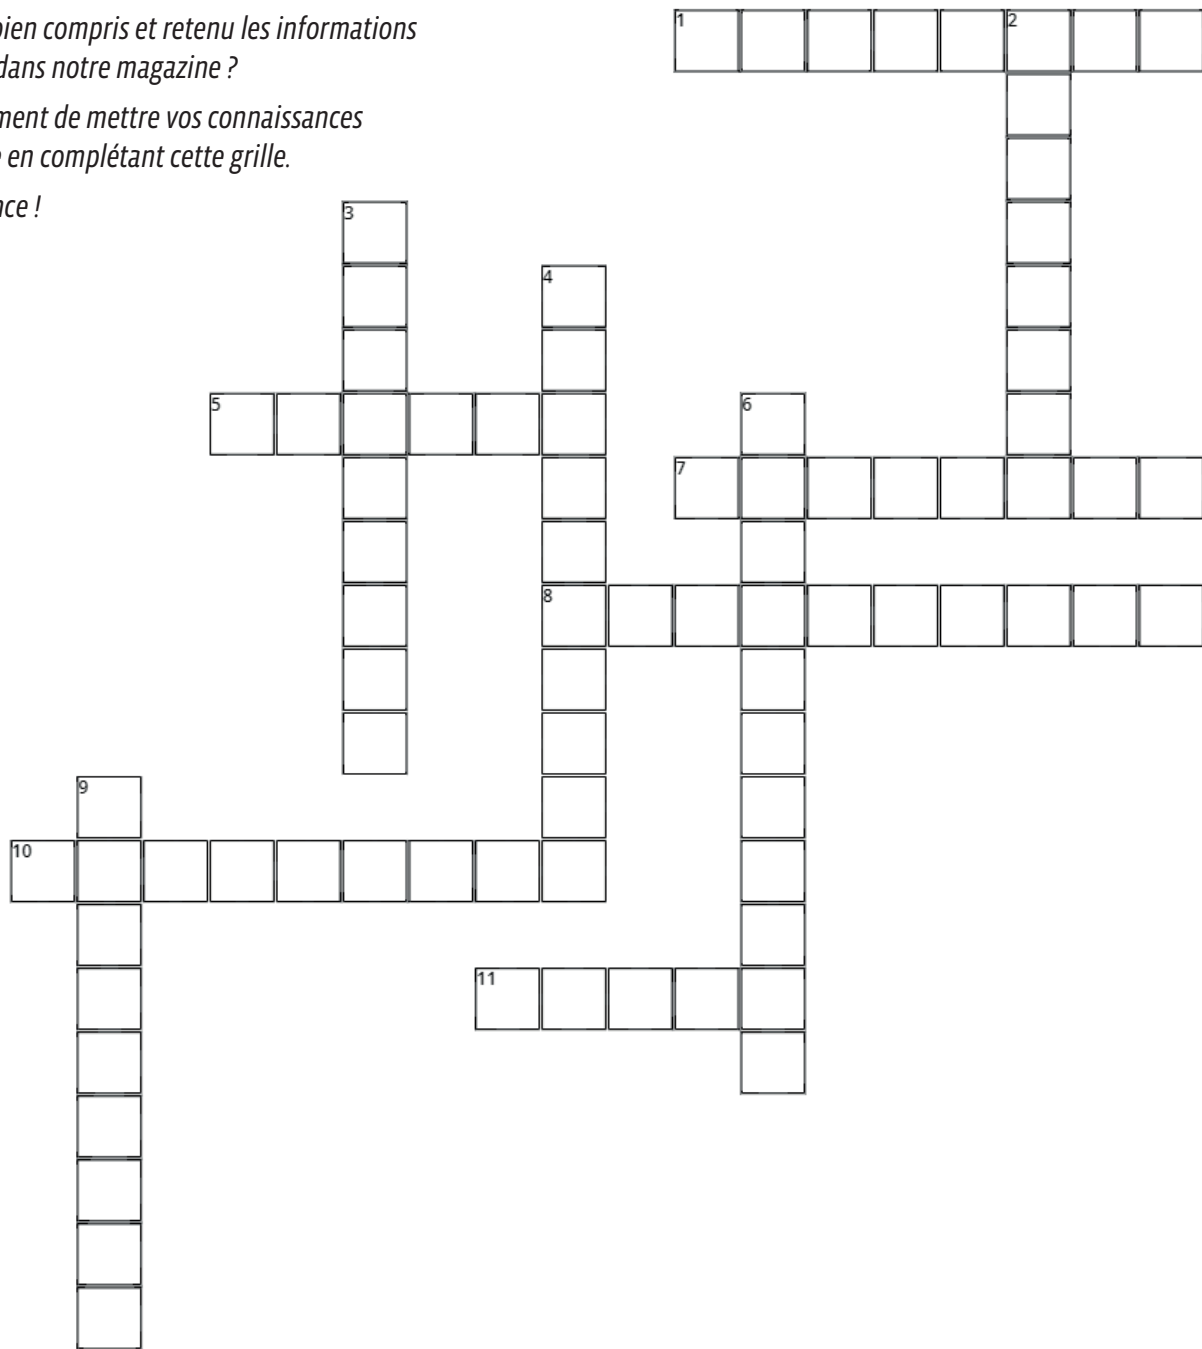 bien compris et retenu les informations
dans notre magazine ?
ment de mettre vos connaissances
en complétant cette grille.
nce !
1
2
3
4
5
6
7
8
9
10
11